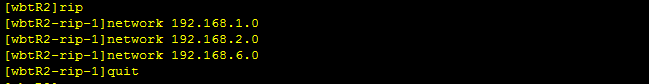 [wbtR2]rip
[wbtR2-rip-1]network 192.168.1.0
[wbtR2-rip-1]network 192.168.2.0
[wbtR2-rip-1]network 192.168.6.0
[wbtR2-rip-1]quit